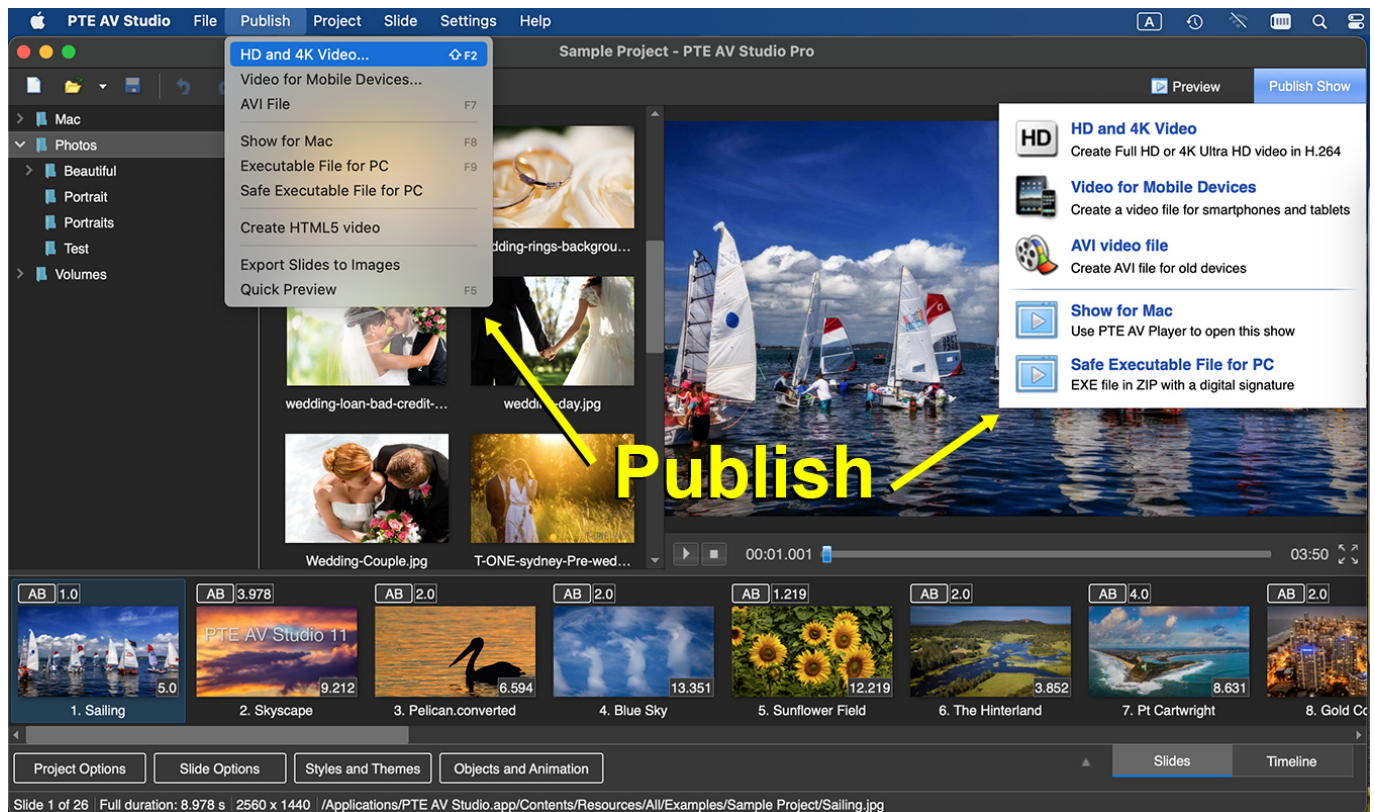 PTE AV Studio File Publish Project Slide Settings Help A
Sample Project - PTE AV Studio Pro
HD and 4K Video... ⇧ F2
Video for Mobile Devices...
AVI File F7
Show for Mac F8
Executable File for PC F9
Safe Executable File for PC
Create HTML5 video
Export Slides to Images
Quick Preview F5
Preview Publish Show
HD
HD and 4K Video
Create Full HD or 4K Ultra HD video in H.264
Video for Mobile Devices
Create a video file for smartphones and tablets
AVI video file
Create AVI file for old devices
Show for Mac
Use PTE AV Player to open this show
Safe Executable File for PC
EXE file in ZIP with a digital signature
Mac
Photos
Beautiful
Portrait
Portraits
Test
Volumes
dding-rings-backgrou...
wedding-loan-bad-credit-...
day.jpg
Wedding-Couple.jpg
T-ONE-sydney-Pre-wed...
Publish
00:01.001 03:50
AB 1.0 AB 3.978 AB 2.0 AB 2.0 AB 1.219 AB 2.0 AB 4.0 AB 2.0
PTE AV Studio 11
5.0 9.212 6.594 13.351 12.219 3.852 8.631
1. Sailing 2. Skyscape 3. Pelican.converted 4. Blue Sky 5. Sunflower Field 6. The Hinterland 7. Pt Cartwright 8. Gold Co
Project Options Slide Options Styles and Themes Objects and Animation Slides Timeline
Slide 1 of 26 Full duration: 8.978 s 2560 x 1440 /Applications/PTE AV Studio.app/Contents/Resources/All/Examples/Sample Project/Sailing.jpg